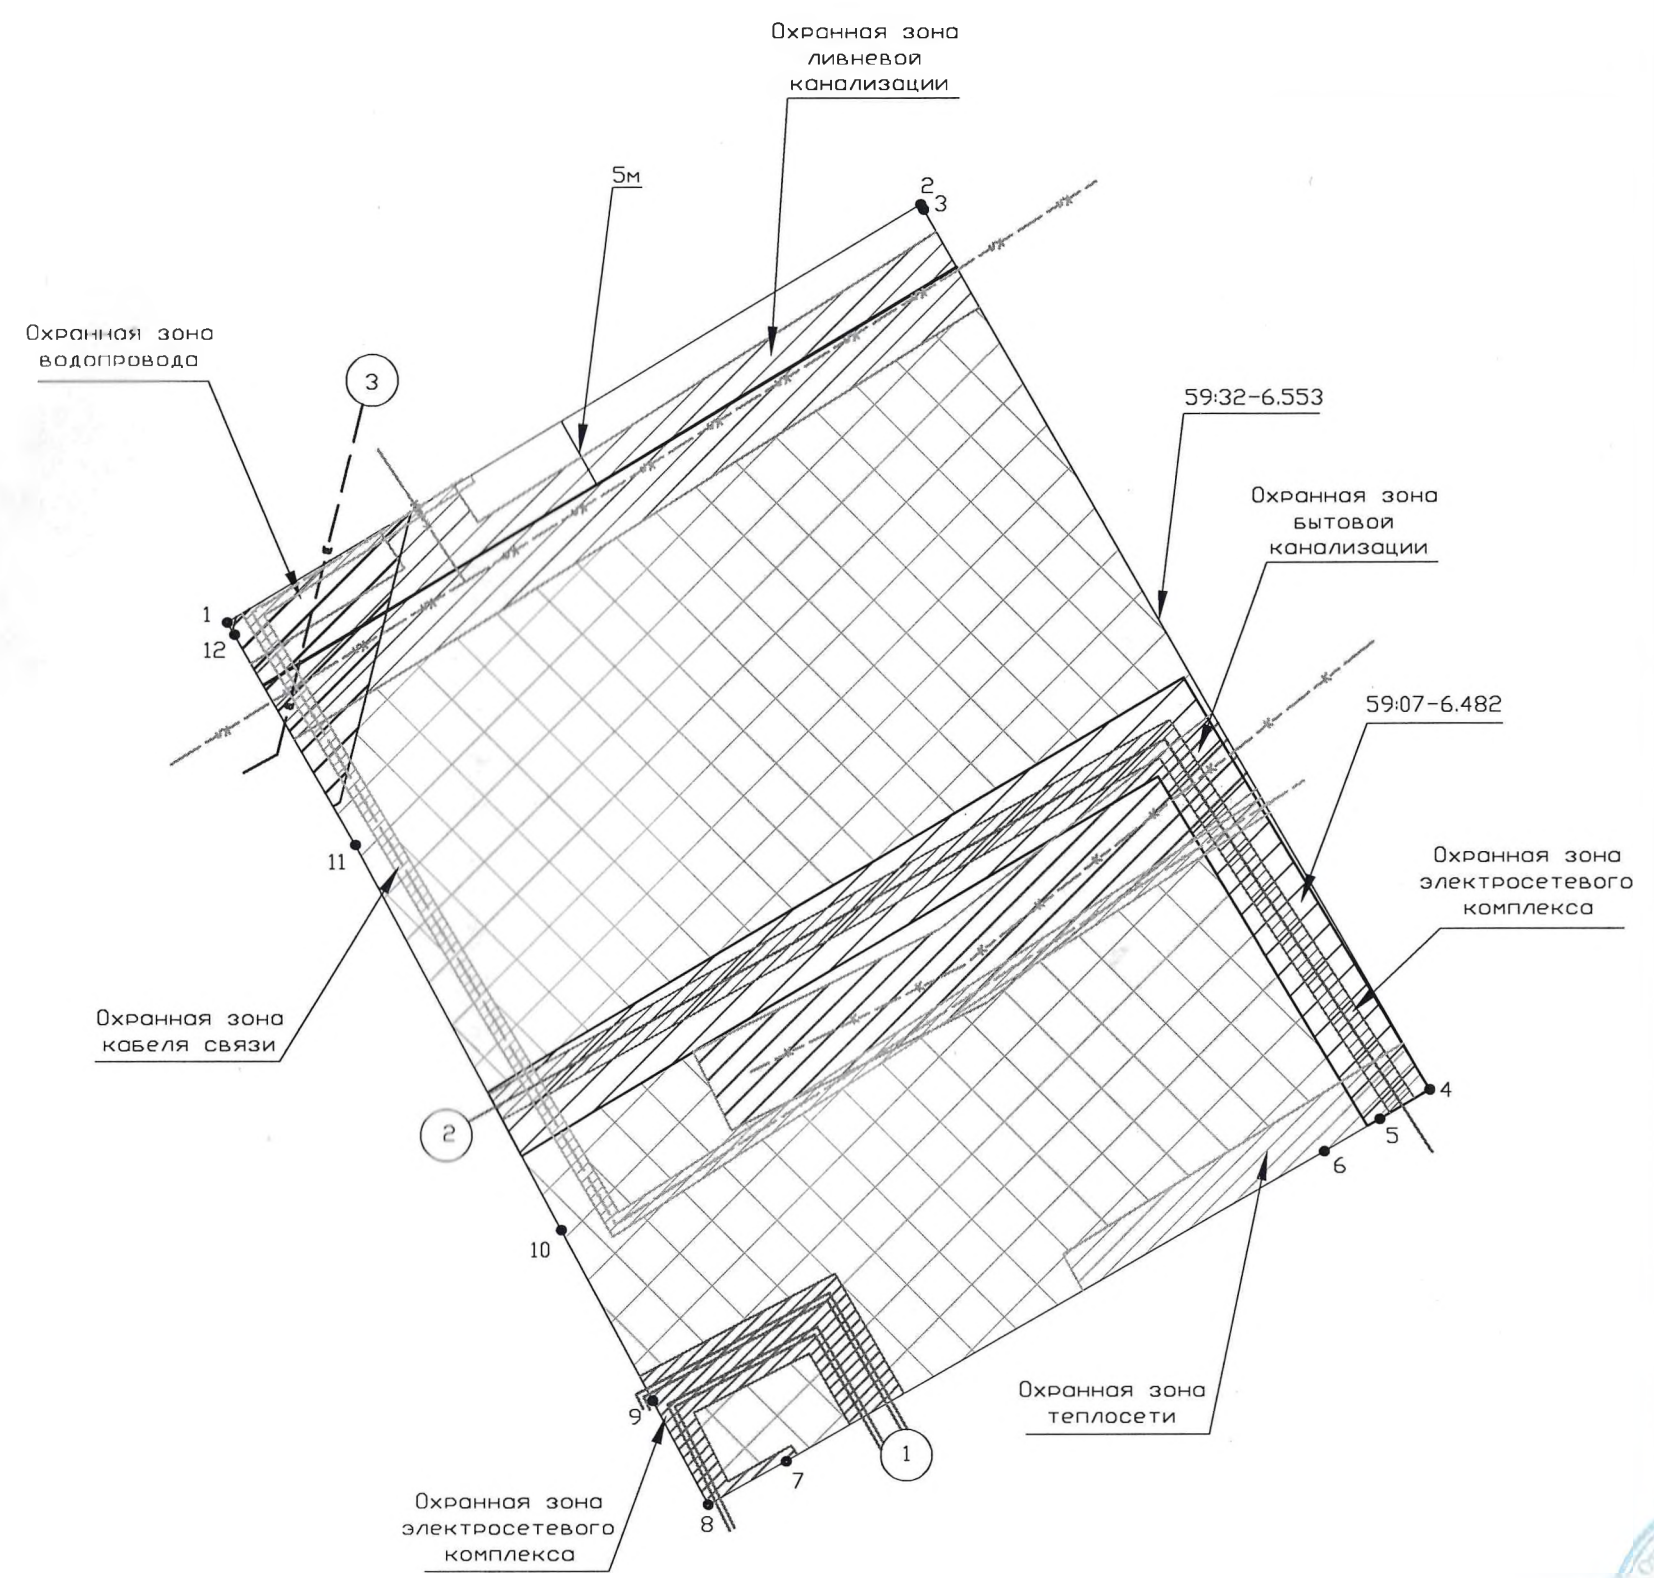 Охранная зона
ливневой
канализации
5м
2
3
Охранная зона
водопровода
3
59:32-6.553
Охранная зона
бытовой
канализации
1
12
59:07-6.482
11
Охранная зона
электросетевого
комплекса
Охранная зона
кабеля связи
2
4
5
6
10
Охранная зона
теплосети
9
1
7
8
Охранная зона
электросетевого
комплекса